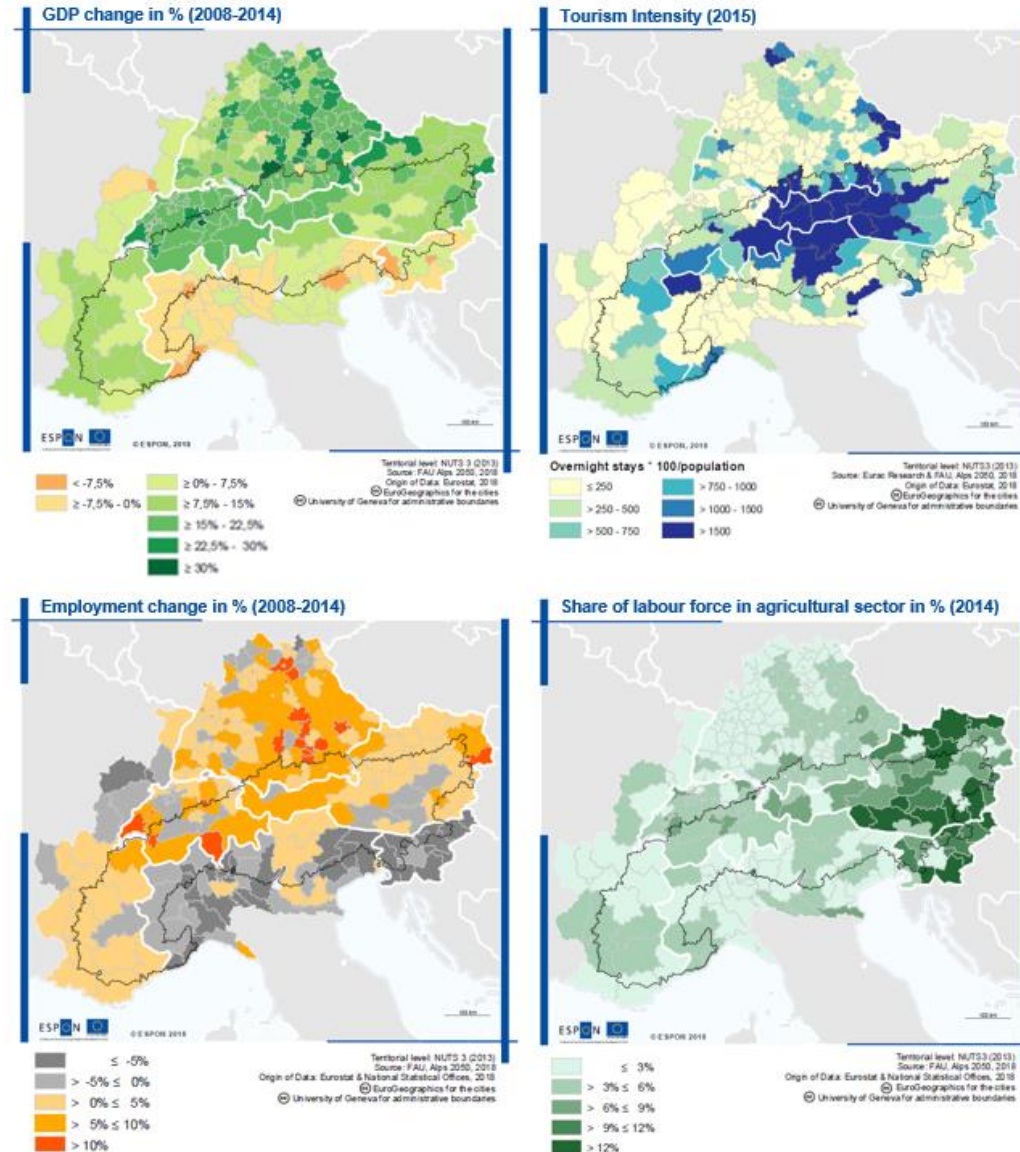 GDP change in % (2008-2014)
ESPON
© ESPON, 2018
100 km
< -7,5%
≥ -7,5% - 0%
≥ 0% - 7,5%
≥ 7,5% - 15%
≥ 15% - 22,5%
≥ 22,5% - 30%
≥ 30%
Territorial level: NUTS 3 (2013)
Source: FAU Alps 2050, 2018
Origin of Data: Eurostat, 2018
EuroGeographics for the cities
University of Geneva for administrative boundaries
Tourism Intensity (2015)
ESPON
© ESPON, 2018
100 km
Overnight stays * 100/population
≤ 250
> 250 - 500
> 500 - 750
> 750 - 1000
> 1000 - 1500
> 1500
Territorial level: NUTS3 (2013)
Source: Eurac Research & FAU, Alps 2050, 2018
Origin of Data: Eurostat, 2018
EuroGeographics for the cities
University of Geneva for administrative boundaries
Employment change in % (2008-2014)
ESPON
© ESPON 2018
100 km
≤ -5%
> -5% ≤ 0%
> 0% ≤ 5%
> 5% ≤ 10%
> 10%
Territorial level: NUTS 3 (2013)
Source: FAU, Alps 2050, 2018
Origin of Data: Eurostat & National Statistical Offices, 2018
EuroGeographics for the cities
University of Geneva for administrative boundaries
Share of labour force in agricultural sector in % (2014)
ESPON
© ESPON 2018
100 km
≤ 3%
> 3% ≤ 6%
> 6% ≤ 9%
> 9% ≤ 12%
> 12%
Territorial level: NUTS3 (2013)
Source: FAU, Alps 2050, 2018
Origin of Data: Eurostat & National Statistical Offices, 2018
EuroGeographics for the cities
University of Geneva for administrative boundaries